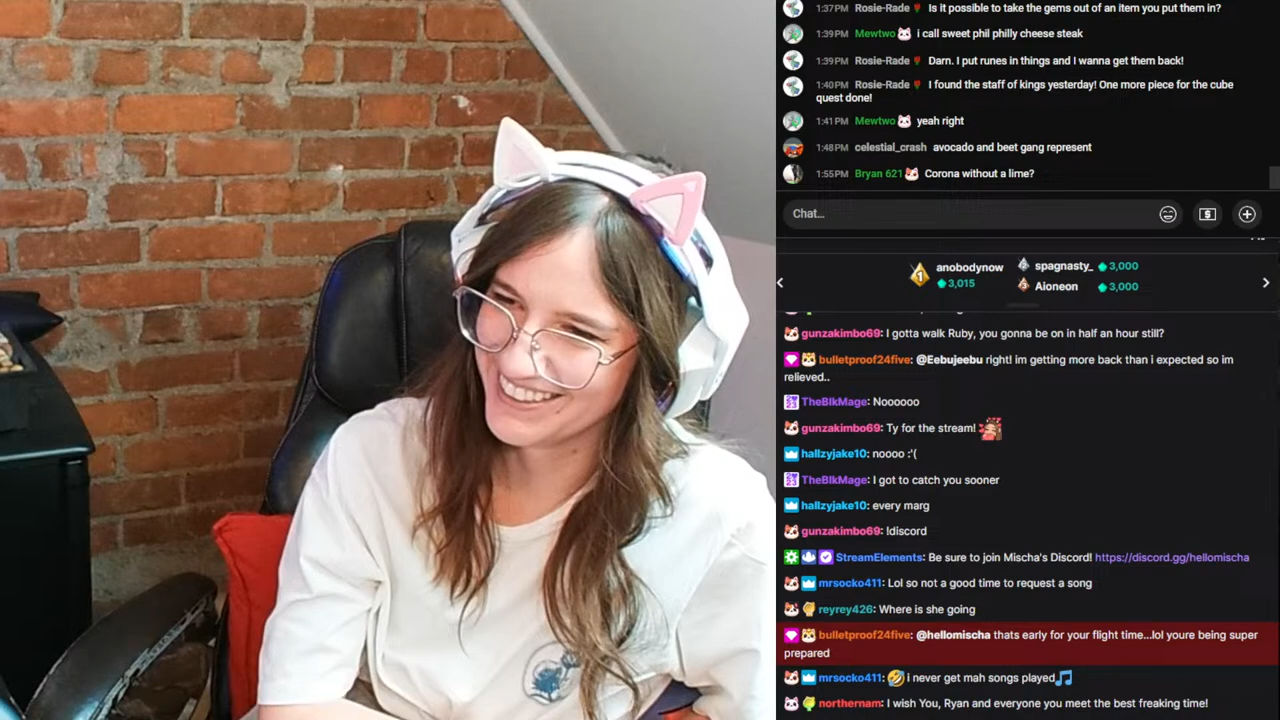 1:37PM Rosie-Rade Is it possible to take the gems out of an item you put them in?
1:39PM Mewtwo i call sweet phil philly cheese steak
1:39PM Rosie-Rade Darn. I put runes in things and I wanna get them back!
1:40PM Rosie-Rade I found the staff of kings yesterday! One more piece for the cube
quest done!
1:41PM Mewtwo yeah right
1:48PM celestial_crash avocado and beet gang represent
1:55PM Bryan 621 Corona without a lime?
Chat...
1 anobodynow 3,015
spagnasty_ 3,000
Aioneon 3,000
gunzakimbo69: I gotta walk Ruby, you gonna be on in half an hour still?
bulletproof24five: @Eebujeebu right! im getting more back than i expected so im
relieved..
TheBlkMage: Noooooo
gunzakimbo69: Ty for the stream!
hallzyjake10: noooo :'(
TheBlkMage: I got to catch you sooner
hallzyjake10: every marg
gunzakimbo69: !discord
StreamElements: Be sure to join Mischa's Discord! https://discord.gg/hellomischa
mrsocko411: Lol so not a good time to request a song
reyrey426: Where is she going
bulletproof24five: @hellomischa thats early for your flight time...lol youre being super
prepared
mrsocko411: i never get mah songs played
northernam: I wish You, Ryan and everyone you meet the best freaking time!